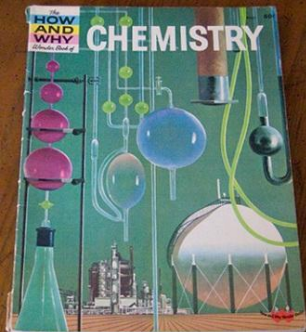 The
HOW
AND
WHY
Wonder Book of
CHEMISTRY